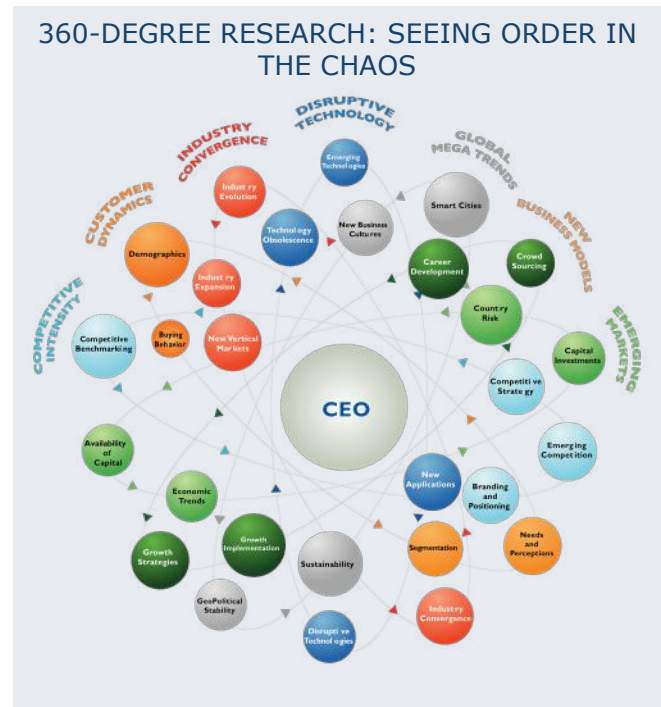 360-DEGREE RESEARCH: SEEING ORDER IN
THE CHAOS
DISRUPTIVE
TECHNOLOGY
INDUSTRY
CONVERGENCE
GLOBAL
MEGA TRENDS
CUSTOMER
DYNAMICS
NEW
BUSINESS MODELS
COMPETITIVE
INTENSITY
EMERGING
MARKETS
Emerging
Technologies
Industry
Evolution
Smart Cities
Technology
Obsolescence
New Business
Cultures
Demographics
Career
Development
Crowd
Sourcing
Industry
Expansion
Country
Risk
Competitive
Benchmarking
Buying
Behavior
New Vertical
Markets
Capital
Investments
Competitive
Strategy
CEO
Availability
of
Capital
Emerging
Competition
Economic
Trends
New
Applications
Branding
and
Positioning
Growth
Strategies
Growth
Implementation
Sustainability
Segmentation
Needs
and
Perceptions
GeoPolitical
Stability
Disruptive
Technologies
Industry
Convergence